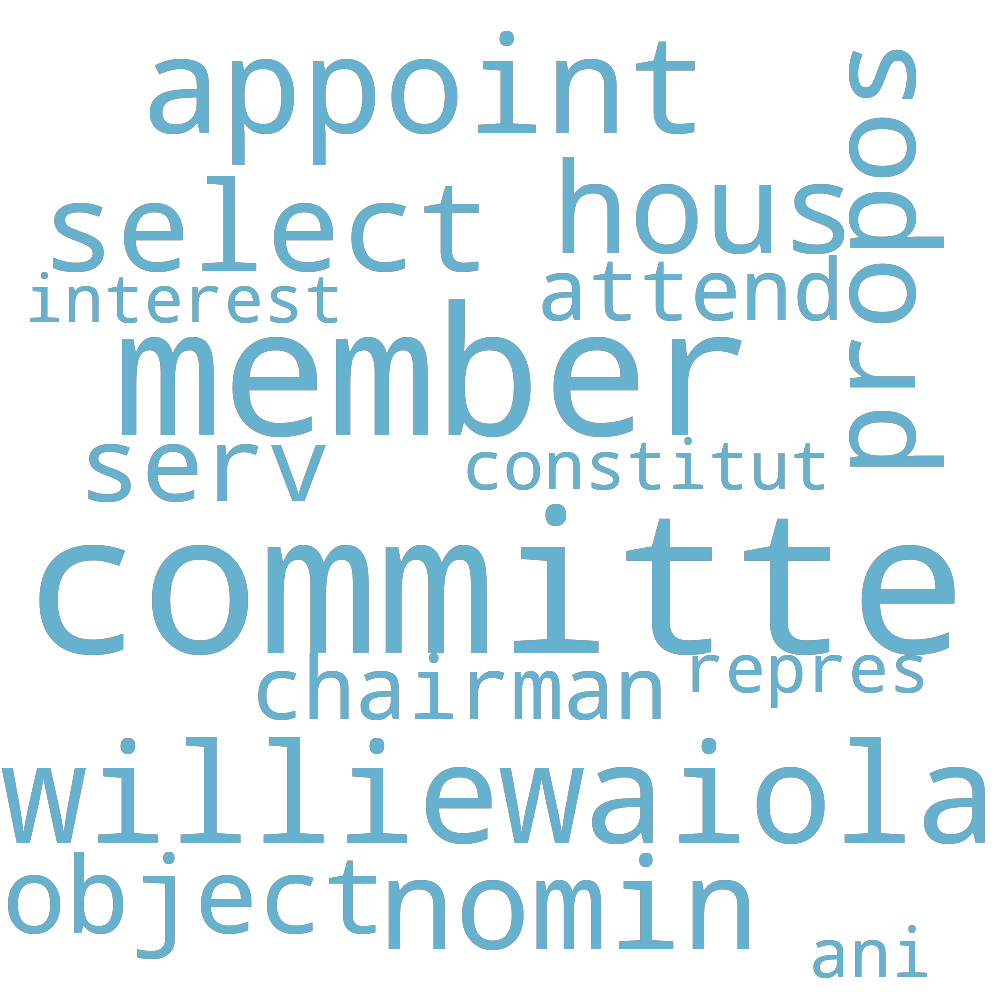 appoint
propos
select
hous
interest
attend
member
serv
constitut
committe
chairman
repres
williewaiola
object
nomin
ani